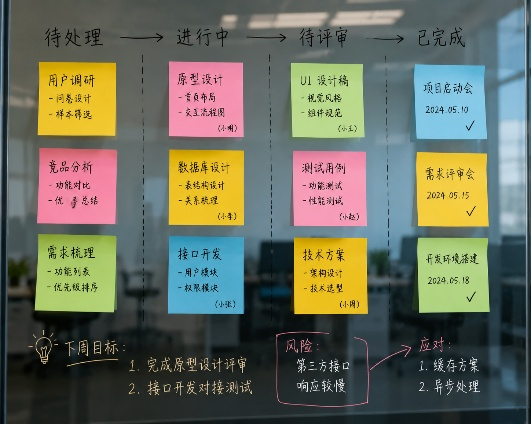 待处理 → 进行中 → 待评审 → 已完成
用户调研
- 问卷设计
- 样本筛选
原型设计
- 首页布局
- 交互流程图
(小明)
UI 设计稿
- 视觉风格
- 组件规范
(小王)
项目启动会
2024.05.10
✓
竞品分析
- 功能对比
- 优 总结
数据库设计
- 表结构设计
- 关系梳理
(小李)
测试用例
- 功能测试
- 性能测试
(小赵)
需求评审会
2024.05.15
✓
需求梳理
- 功能列表
- 优先级排序
接口开发
- 用户模块
- 权限模块
(小张)
技术方案
- 架构设计
- 技术选型
(小周)
开发环境搭建
2024.05.18
✓
下周目标:
1. 完成原型设计评审
2. 接口开发对接测试
风险:
第三方接口
响应较慢
应对:
1. 缓存方案
2. 异步处理